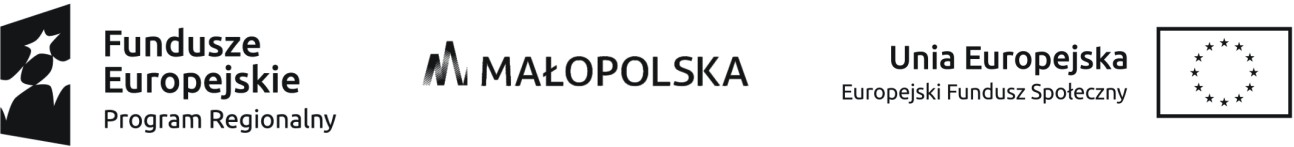 Fundusze
Europejskie
Program Regionalny
MAŁOPOLSKA
Unia Europejska
Europejski Fundusz Społeczny